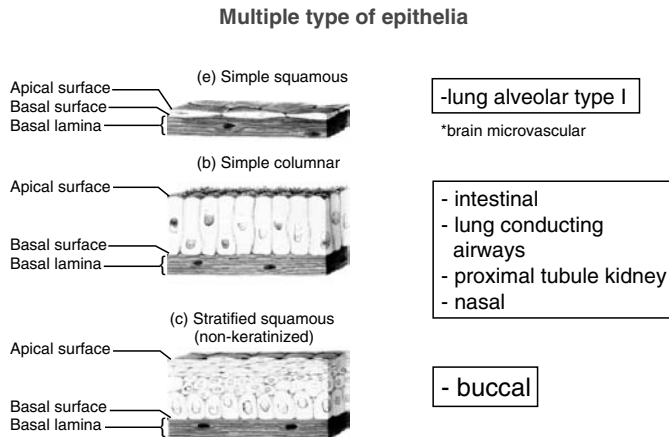 Multiple type of epithelia
(e) Simple squamous
Apical surface
Basal surface
Basal lamina
-lung alveolar type I
*brain microvascular
(b) Simple columnar
Apical surface
Basal surface
Basal lamina
- intestinal
- lung conducting
airways
- proximal tubule kidney
- nasal
(c) Stratified squamous
(non-keratinized)
Apical surface
Basal surface
Basal lamina
- buccal